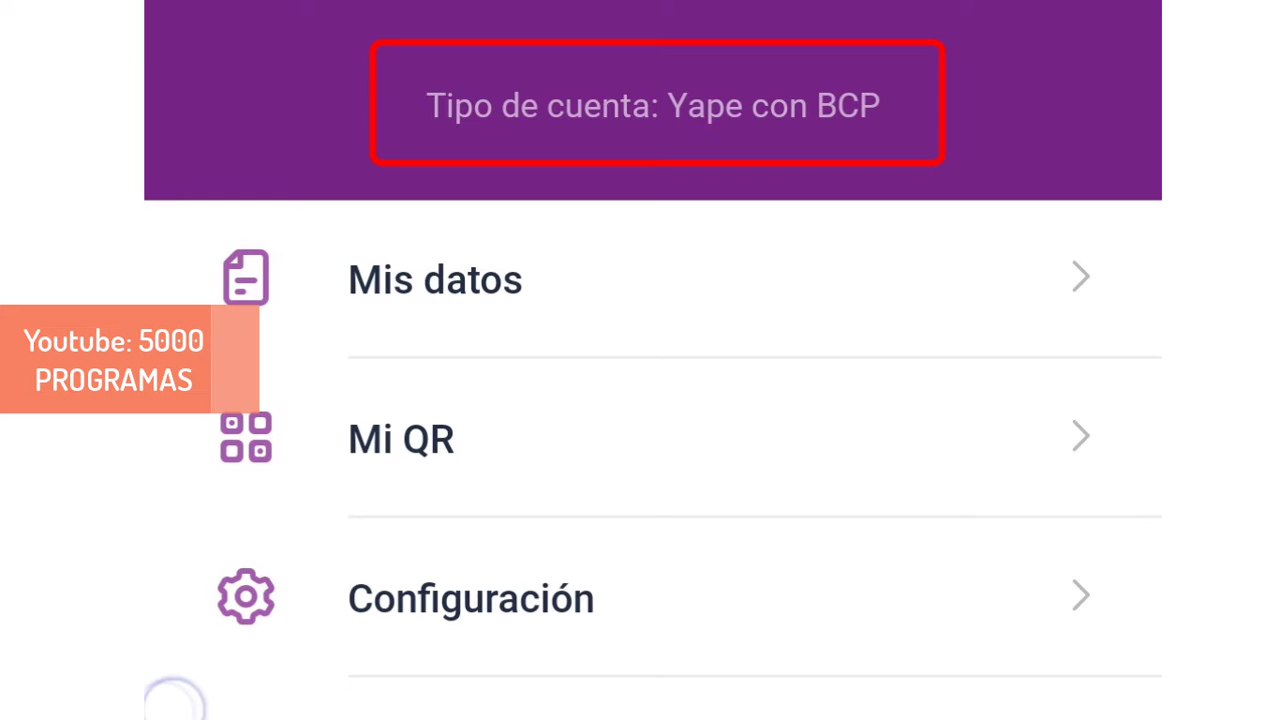 Tipo de cuenta: Yape con BCP
Mis datos
Youtube: 5000
PROGRAMAS
Mi QR
Configuración